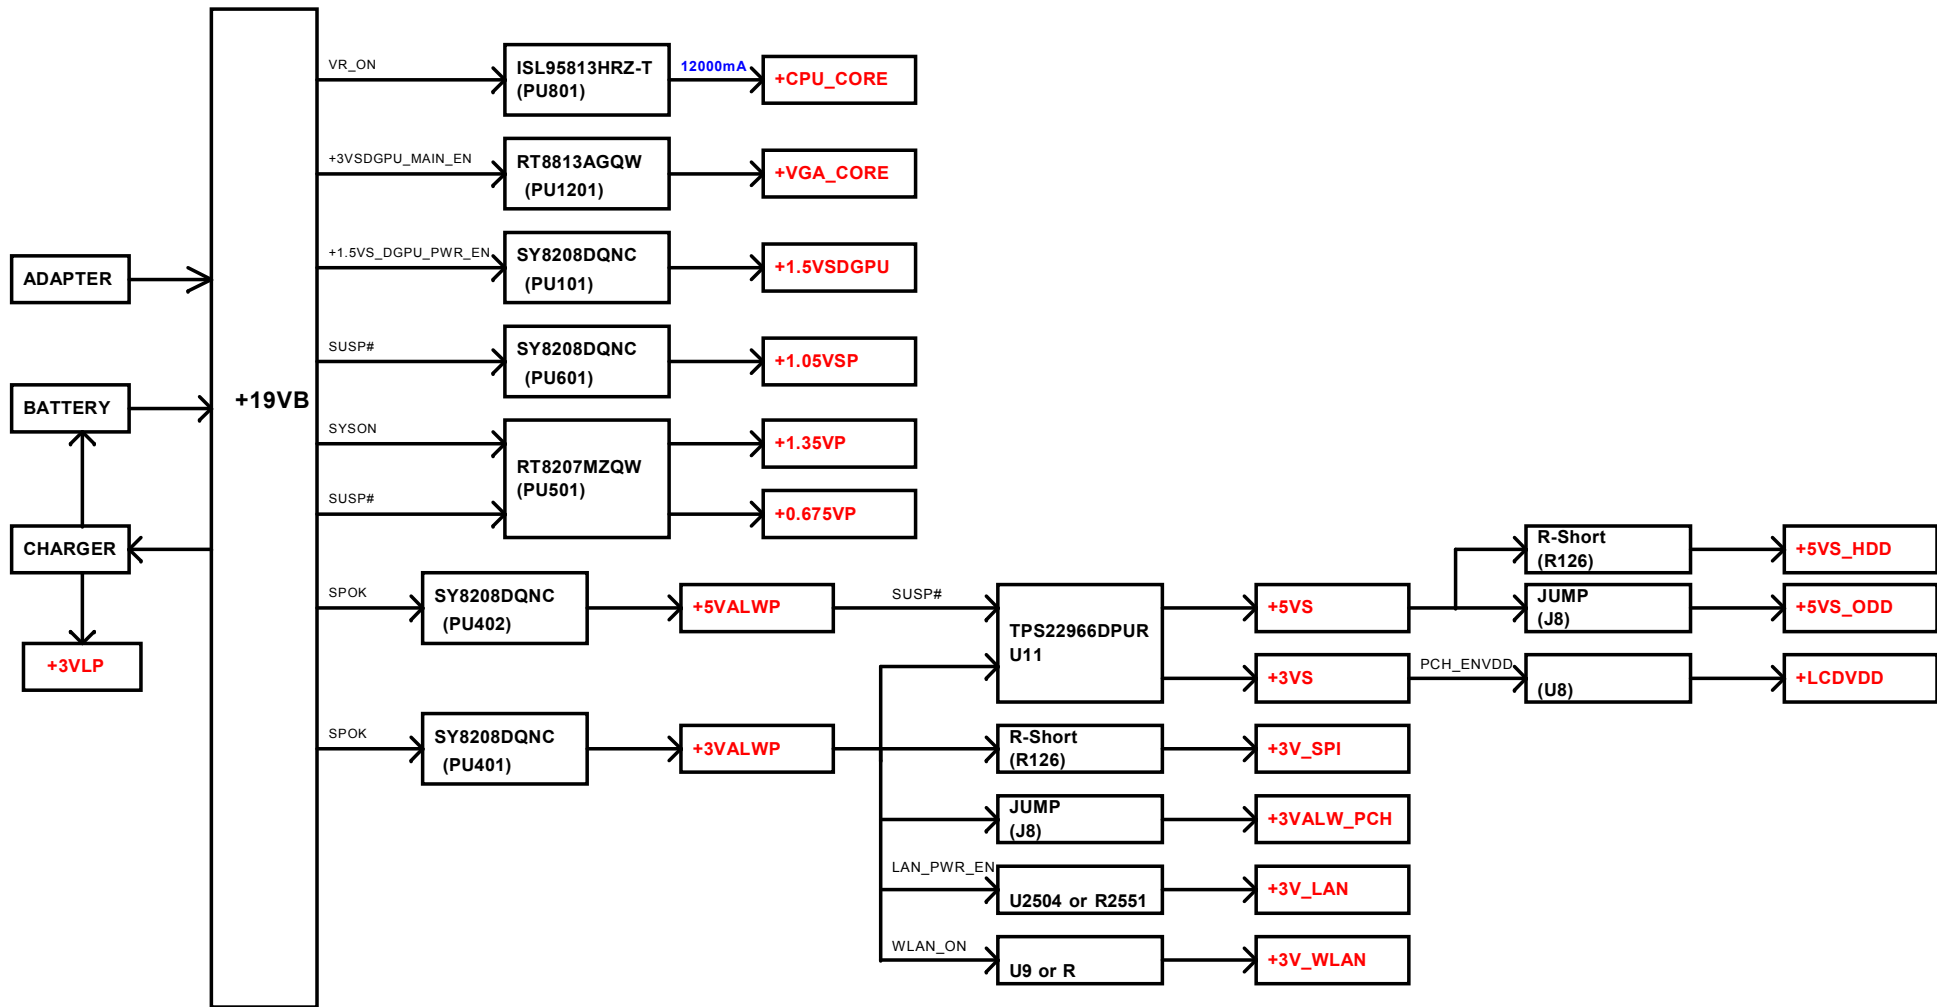 VR_ON
ISL95813HRZ-T
(PU801)
12000mA
+CPU_CORE
+3VSDGPU_MAIN_EN
RT8813AGQW
(PU1201)
+VGA_CORE
+1.5VS_DGPU_PWR_EN
SY8208DQNC
(PU101)
+1.5VSDGPU
ADAPTER
SUSP#
SY8208DQNC
(PU601)
+1.05VSP
BATTERY
+19VB
SYSON
RT8207MZQW
(PU501)
+1.35VP
SUSP#
+0.675VP
CHARGER
R-Short
(R126)
+5VS_HDD
SPOK
SY8208DQNC
(PU402)
+5VALWP
SUSP#
TPS22966DPUR
U11
+5VS
JUMP
(J8)
+5VS_ODD
+3VLP
+3VS
PCH_ENVDD
(U8)
+LCDVDD
SPOK
SY8208DQNC
(PU401)
+3VALWP
R-Short
(R126)
+3V_SPI
JUMP
(J8)
+3VALW_PCH
LAN_PWR_EN
U2504 or R2551
+3V_LAN
WLAN_ON
U9 or R
+3V_WLAN